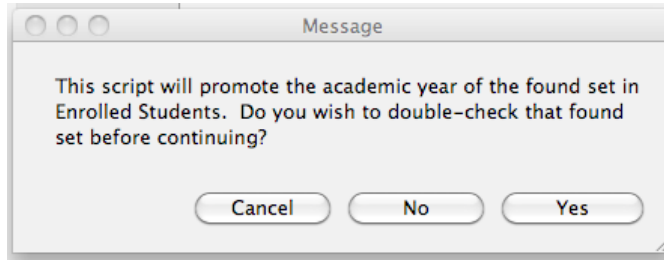 Message
This script will promote the academic year of the found set in
Enrolled Students.  Do you wish to double-check that found
set before continuing?
Cancel No Yes